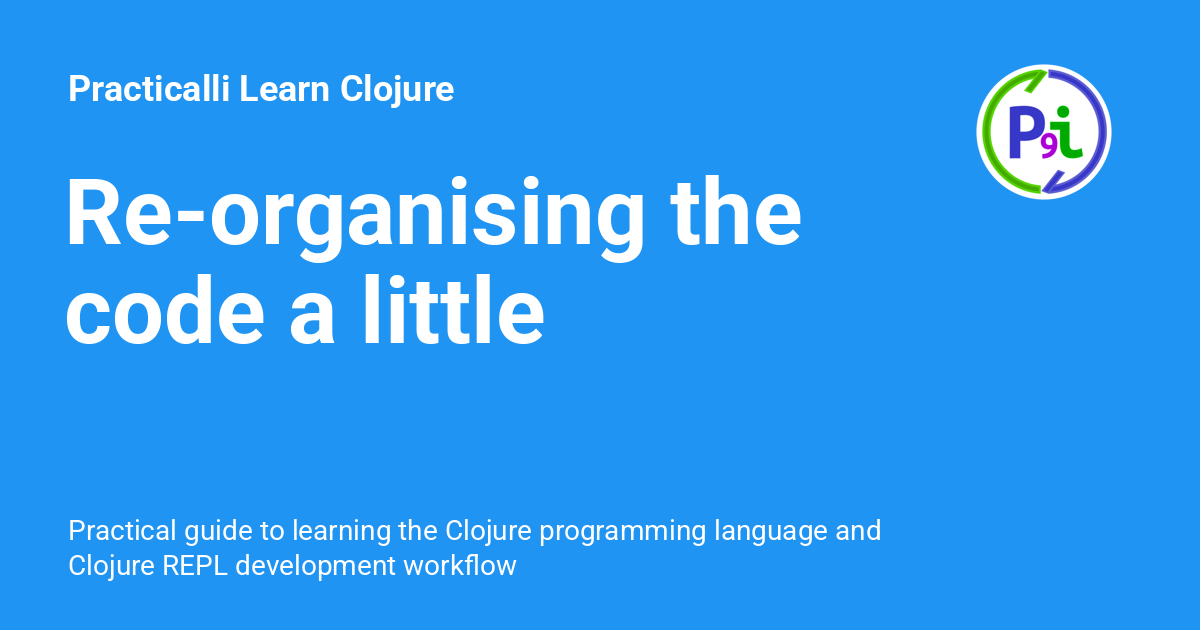 Practicalli Learn Clojure
P9i
Re-organising the
code a little
Practical guide to learning the Clojure programming language and
Clojure REPL development workflow